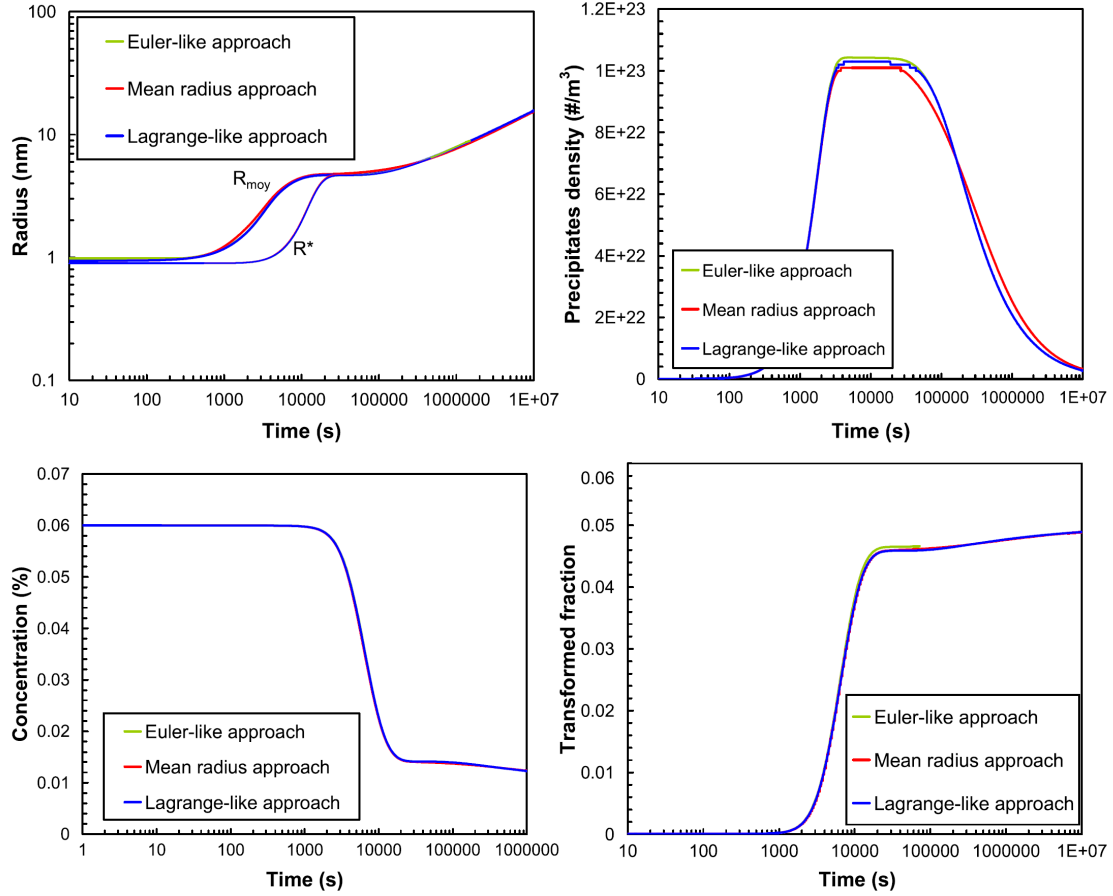 100
10
1
0.1
Radius (nm)
Euler-like approach
Mean radius approach
Lagrange-like approach
R_moy
R*
10 100 1000 10000 100000 1000000 1E+07
Time (s)
1.2E+23
1E+23
8E+22
6E+22
4E+22
2E+22
0
Precipitates density (#/m³)
Euler-like approach
Mean radius approach
Lagrange-like approach
10 100 1000 10000 100000 1000000 1E+07
Time (s)
0.07
0.06
0.05
0.04
0.03
0.02
0.01
0
Concentration (%)
Euler-like approach
Mean radius approach
Lagrange-like approach
1 10 100 1000 10000 100000 1000000
Time (s)
0.06
0.05
0.04
0.03
0.02
0.01
0
Transformed fraction
Euler-like approach
Mean radius approach
Lagrange-like approach
10 100 1000 10000 100000 1000000 1E+07
Time (s)